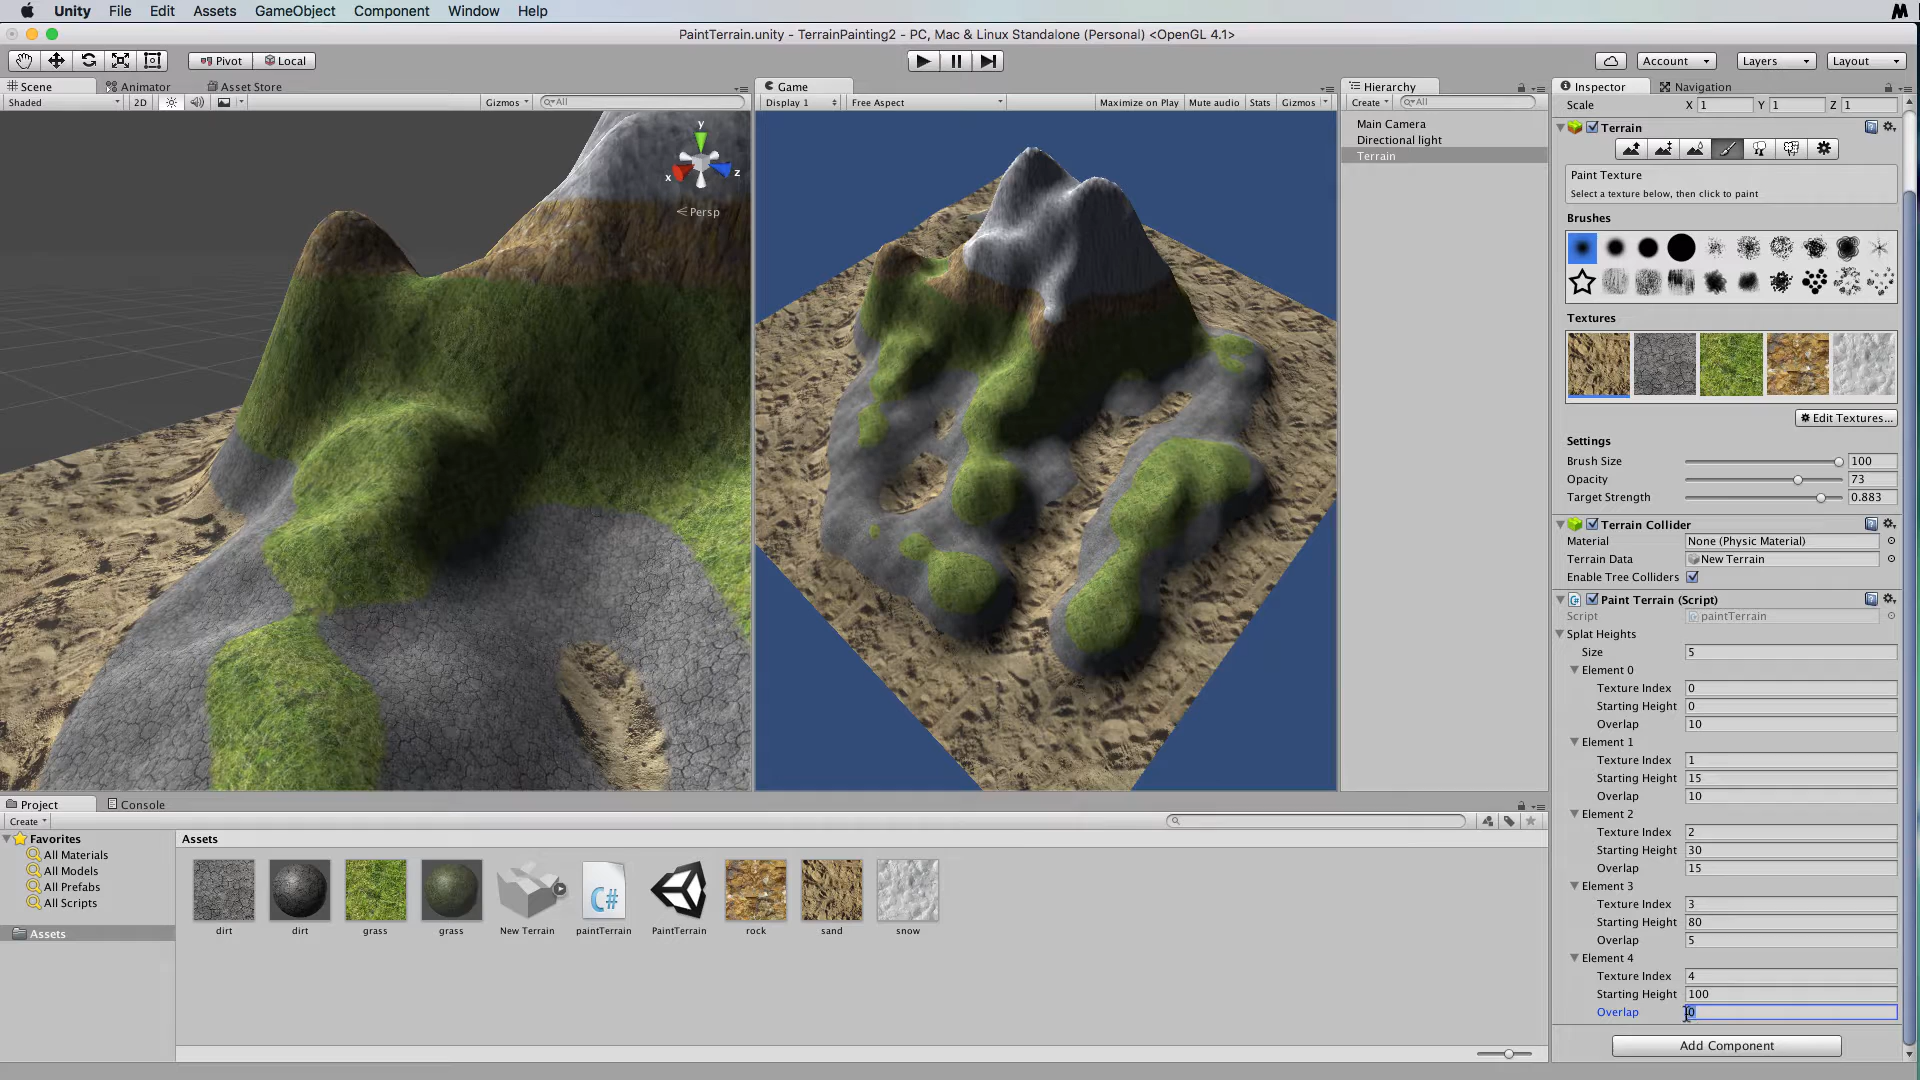 Unity File Edit Assets GameObject Component Window Help
PaintTerrain.unity - TerrainPainting2 - PC, Mac & Linux Standalone (Personal) <OpenGL 4.1>
Pivot Local Account Layers Layout
Scene Animator Asset Store
Shaded 2D Gizmos All
y
x z
Persp
Game
Display 1 Free Aspect Maximize on Play Mute audio Stats Gizmos
Hierarchy
Create All
Main Camera
Directional light
Terrain
Inspector Navigation
Scale X 1 Y 1 Z 1
Terrain
Paint Texture
Select a texture below, then click to paint
Brushes
Textures
Edit Textures...
Settings
Brush Size 100
Opacity 73
Target Strength 0.883
Terrain Collider
Material None (Physic Material)
Terrain Data New Terrain
Enable Tree Colliders
C# Paint Terrain (Script)
Script paintTerrain
Splat Heights
Size 5
Element 0
Texture Index 0
Starting Height 0
Overlap 10
Element 1
Texture Index 1
Starting Height 15
Overlap 10
Element 2
Texture Index 2
Starting Height 30
Overlap 15
Element 3
Texture Index 3
Starting Height 80
Overlap 5
Element 4
Texture Index 4
Starting Height 100
Overlap 0
Add Component
Project Console
Create
Favorites
All Materials
All Models
All Prefabs
All Scripts
Assets
Assets
C#
dirt dirt grass grass New Terrain paintTerrain PaintTerrain rock sand snow